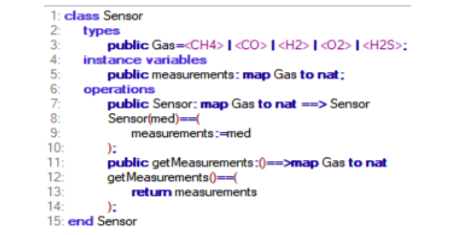 1: class Sensor
2: types
3: public Gas=<CH4> | <CO> | <H2> | <O2> | <H2S>;
4: instance variables
5: public measurements: map Gas to nat;
6: operations
7: public Sensor: map Gas to nat ==> Sensor
8: Sensor(med)==(
9: measurements:=med
10: );
11: public getMeasurements:()==>map Gas to nat
12: getMeasurements()==(
13: return measurements
14: );
15: end Sensor